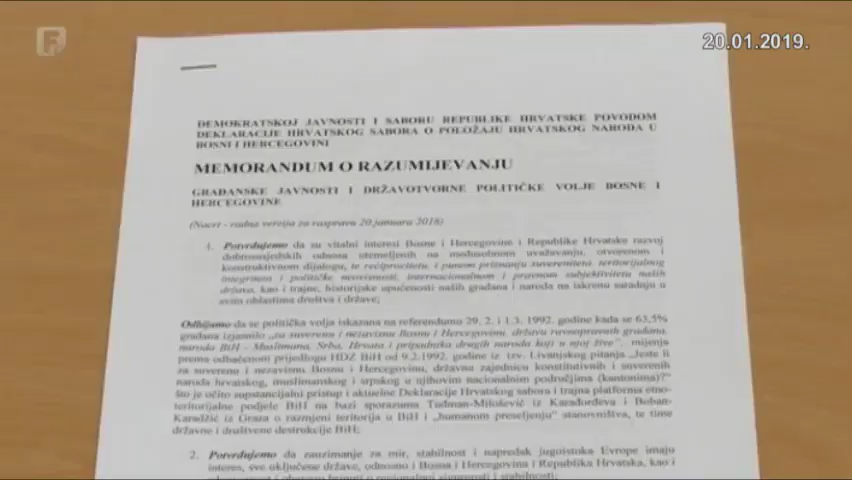 F
20.01.2019.
DEMOKRATSKOJ JAVNOSTI I SABORU REPUBLIKE HRVATSKE POVODOM
DEKLARACIJE HRVATSKOG SABORA O POLOŽAJU HRVATSKOG NARODA U
BOSNI I HERCEGOVINI
MEMORANDUM O RAZUMIJEVANJU
GRAĐANSKE JAVNOSTI I DRŽAVOTVORNE POLITIČKE VOLJE BOSNE I
HERCEGOVINE
(Nacrt - radna verzija za raspravu 20 januara 2018)
1. Potvrđujemo da su vitalni interesi Bosne i Hercegovine i Republike Hrvatske razvoj
dobrosusjedskih odnosa utemeljenih na međusobnom uvažavanju, otvorenom i
konstruktivnom dijalogu, te reciprocitetu i punom priznanju suvereniteta, teritorijalnog
integriteta i političke nezavisnosti, internacionalnom i pravnom subjektivitetu naših
država, kao i trajne, historijske upućenosti naših građana i naroda na iskrenu saradnju u
svim oblastima društva i države;
Odbijamo da se politička volja iskazana na referendumu 29. 2. i 1.3. 1992. godine kada se 63,5%
građana izjasnilo „za suverenu i nezavisnu Bosnu i Hercegovinu, državu ravnopravnih građana,
naroda BiH - Muslimana, Srba, Hrvata i pripadnika drugih naroda koji u njoj žive“. mijenja
prema odbačenom prijedlogu HDZ BiH od 9.2.1992. godine iz tzv. Livanjskog pitanja „Jeste li
za suverenu i nezavisnu Bosnu i Hercegovinu, državnu zajednicu konstitutivnih i suverenih
naroda hrvatskog, muslimanskog i srpskog u njihovim nacionalnim područjima (kantonima)?“
što je očito supstancijalni pristup i aktuelne Deklaracije Hrvatskog sabora i trajna platforma etno-
teritorijalne podjele BiH na bazi sporazuma Tuđman-Milošević iz Karađorđeva i Boban-
Karadžić iz Graza o razmjeni teritorija u BiH i „humanom preseljenju“ stanovništva, te time
državne i društvene destrukcije BiH;
2. Potvrđujemo da zauzimanje za mir, stabilnost i napredak jugoistoka Evrope imaju
interes, sve uključene države, odnosno i Bosna i Hercegovina i Republika Hrvatska, kao i